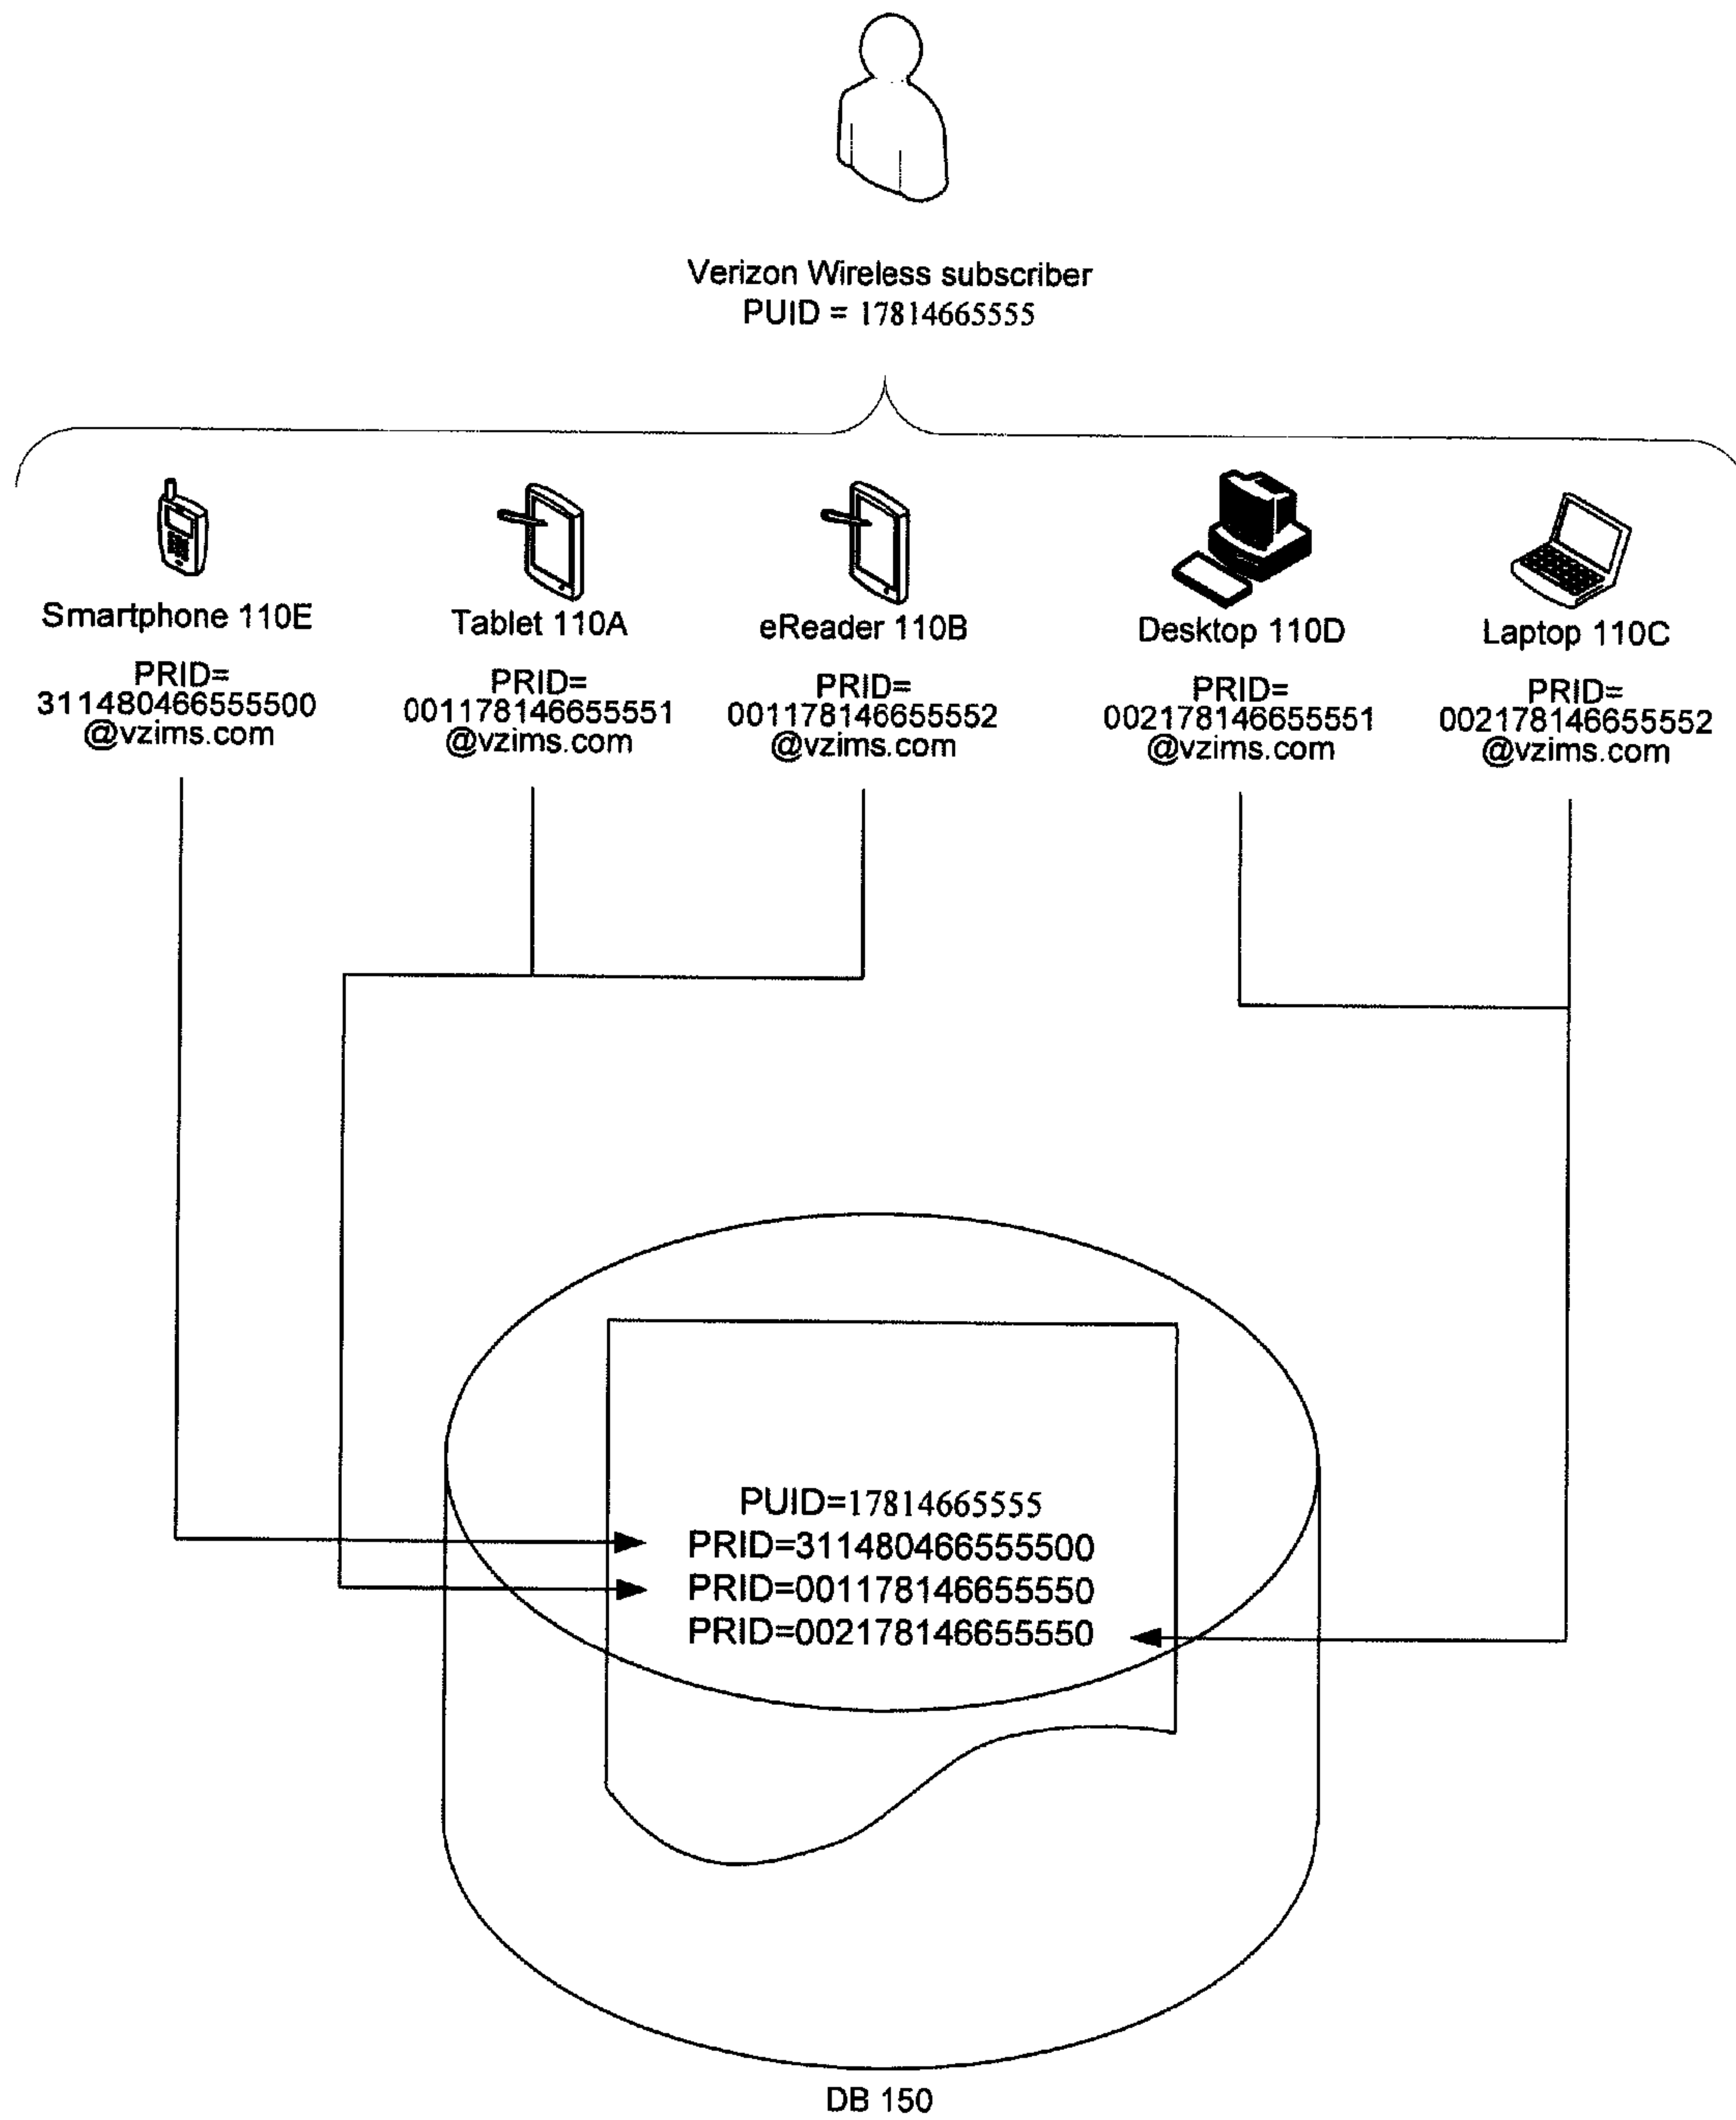 Verizon Wireless subscriber
PUID = 17814665555
Smartphone 110E
PRID=
311480466555500
@vzims.com
Tablet 110A
PRID=
001178146655551
@vzims.com
eReader 110B
PRID=
001178146655552
@vzims.com
Desktop 110D
PRID=
002178146655551
@vzims.com
Laptop 110C
PRID=
002178146655552
@vzims.com
PUID=17814665555
PRID=311480466555500
PRID=001178146655550
PRID=002178146655550
DB 150